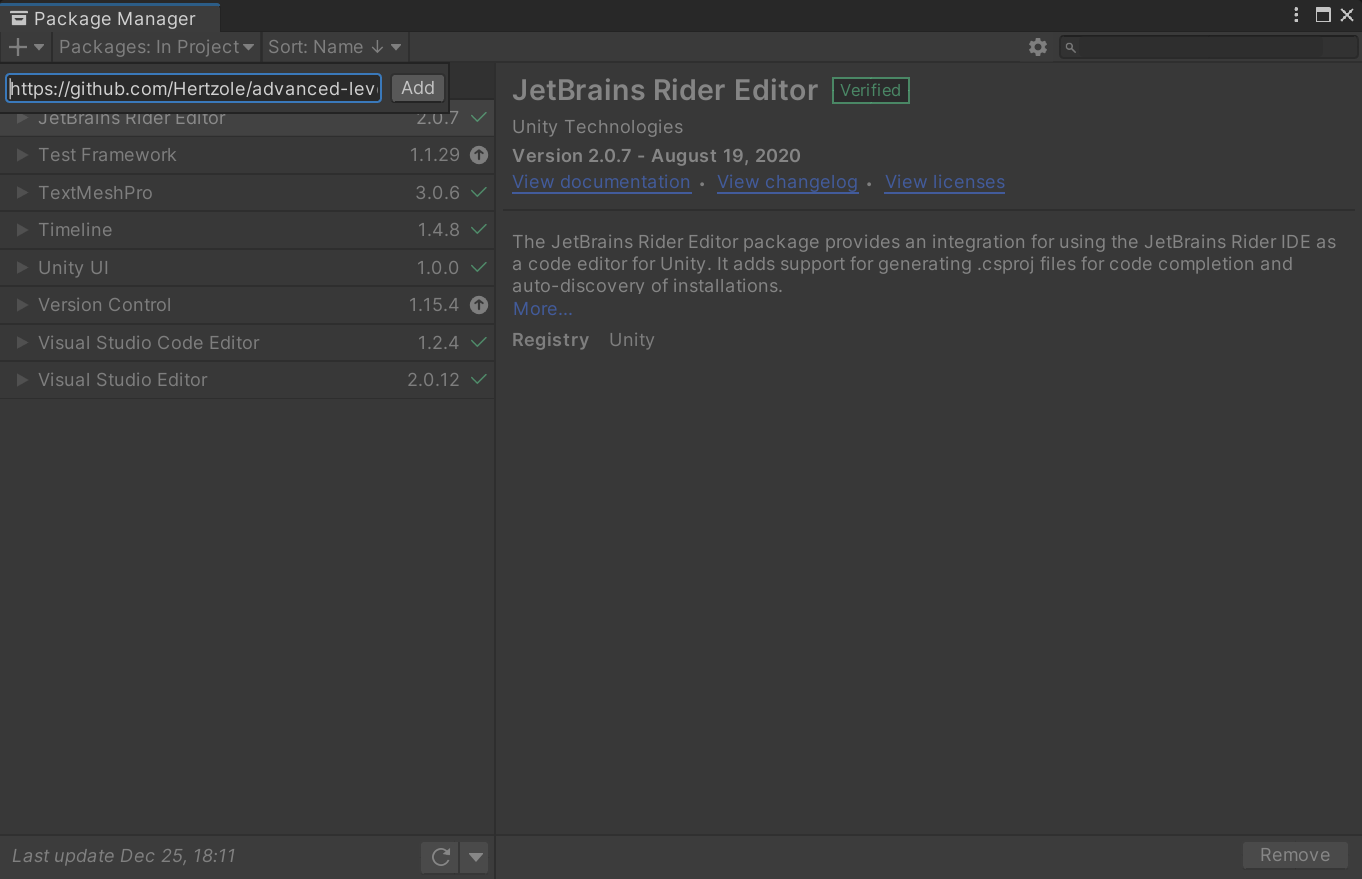 Package Manager
Packages: In Project Sort: Name ↓
https://github.com/Hertzole/advanced-lev Add
JetBrains Rider Editor 2.0.7
Test Framework 1.1.29
TextMeshPro 3.0.6
Timeline 1.4.8
Unity UI 1.0.0
Version Control 1.15.4
Visual Studio Code Editor 1.2.4
Visual Studio Editor 2.0.12
Last update Dec 25, 18:11
JetBrains Rider Editor Verified
Unity Technologies
Version 2.0.7 - August 19, 2020
View documentation • View changelog • View licenses
The JetBrains Rider Editor package provides an integration for using the JetBrains Rider IDE as
a code editor for Unity. It adds support for generating .csproj files for code completion and
auto-discovery of installations.
More...
Registry Unity
Remove